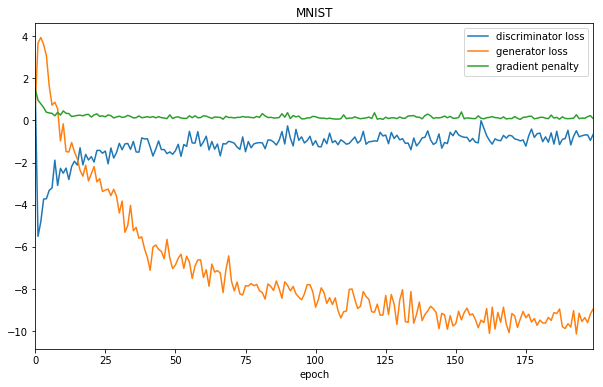 MNIST
discriminator loss
generator loss
gradient penalty
4
2
0
−2
−4
−6
−8
−10
0 25 50 75 100 125 150 175
epoch